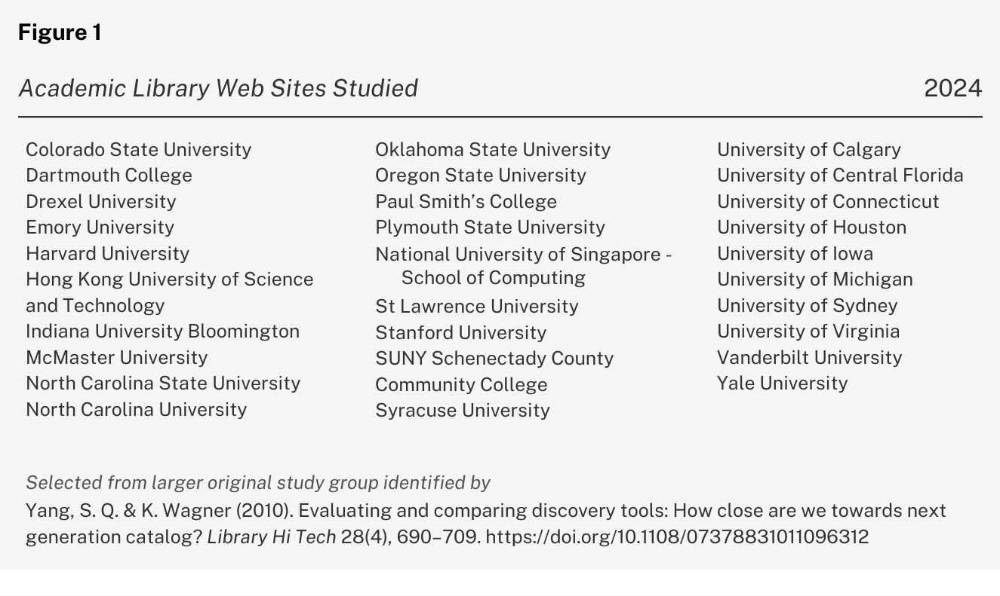 Figure 1
Academic Library Web Sites Studied 2024
Colorado State University
Dartmouth College
Drexel University
Emory University
Harvard University
Hong Kong University of Science
and Technology
Indiana University Bloomington
McMaster University
North Carolina State University
North Carolina University
Oklahoma State University
Oregon State University
Paul Smith’s College
Plymouth State University
National University of Singapore -
School of Computing
St Lawrence University
Stanford University
SUNY Schenectady County
Community College
Syracuse University
University of Calgary
University of Central Florida
University of Connecticut
University of Houston
University of Iowa
University of Michigan
University of Sydney
University of Virginia
Vanderbilt University
Yale University
Selected from larger original study group identified by
Yang, S. Q. & K. Wagner (2010). Evaluating and comparing discovery tools: How close are we towards next
generation catalog? Library Hi Tech 28(4), 690–709. https://doi.org/10.1108/07378831011096312